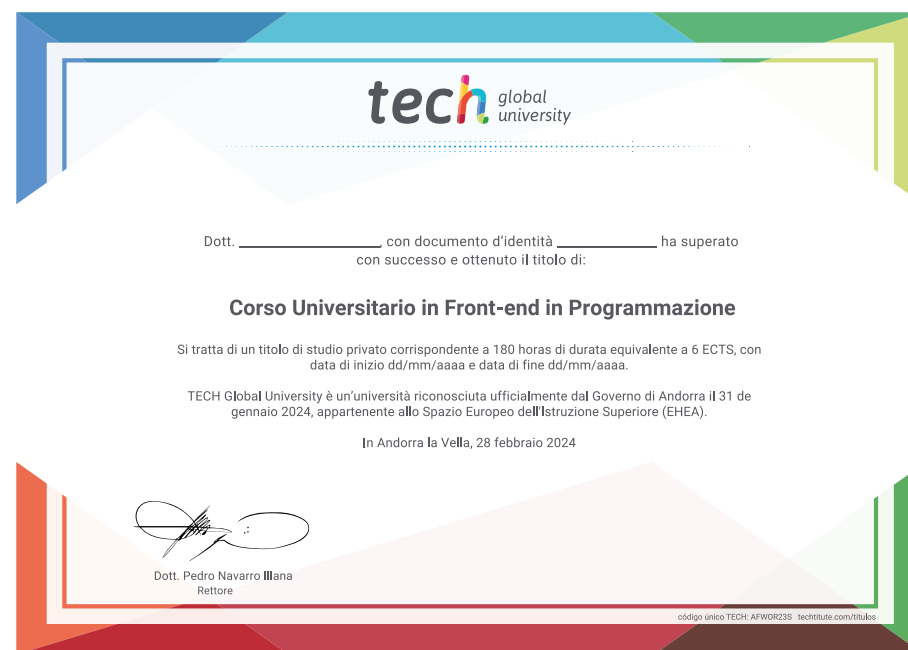 tech global
university
Dott. ________________, con documento d'identità ____________ ha superato
con successo e ottenuto il titolo di:
Corso Universitario in Front-end in Programmazione
Si tratta di un titolo di studio privato corrispondente a 180 horas di durata equivalente a 6 ECTS, con
data di inizio dd/mm/aaaa e data di fine dd/mm/aaaa.
TECH Global University è un'università riconosciuta ufficialmente dal Governo di Andorra il 31 de
gennaio 2024, appartenente allo Spazio Europeo dell'Istruzione Superiore (EHEA).
In Andorra la Vella, 28 febbraio 2024
Dott. Pedro Navarro Illana
Rettore
código único TECH: AFWOR23S techtitute.com/titulos